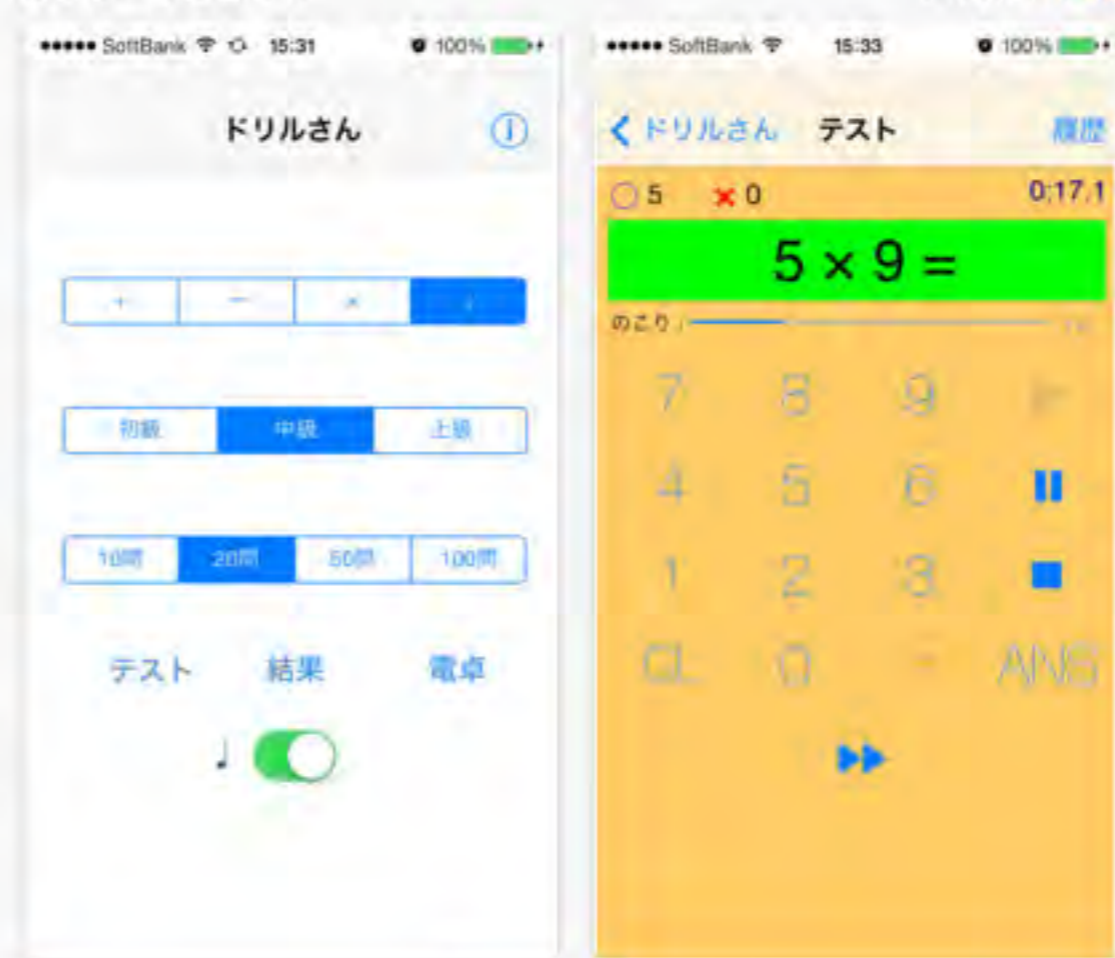 SoftBank 15:31 100%
ドリルさん
+ − ×
初級 中級 上級
10問 20問 50問 100問
テスト 結果 電卓
♩
SoftBank 15:33 100%
ドリルさん テスト 履歴
5 × 0 0:17.1
5 × 9 =
のこり
7 8 9
4 5 6
1 2 3
CL 0 ANS